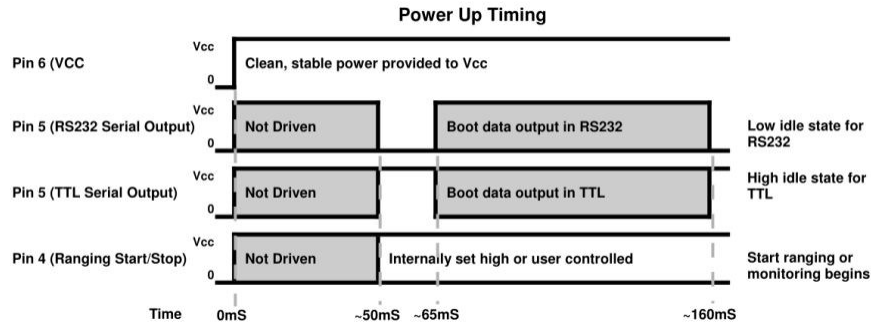 Power Up Timing
Pin 6 (VCC
Vcc
0
Clean, stable power provided to Vcc
Pin 5 (RS232 Serial Output)
Vcc
0
Not Driven
Boot data output in RS232
Low idle state for
RS232
Pin 5 (TTL Serial Output)
Vcc
0
Not Driven
Boot data output in TTL
High idle state for
TTL
Pin 4 (Ranging Start/Stop)
Vcc
0
Not Driven
Internally set high or user controlled
Start ranging or
monitoring begins
Time
0mS
~50mS
~65mS
~160mS